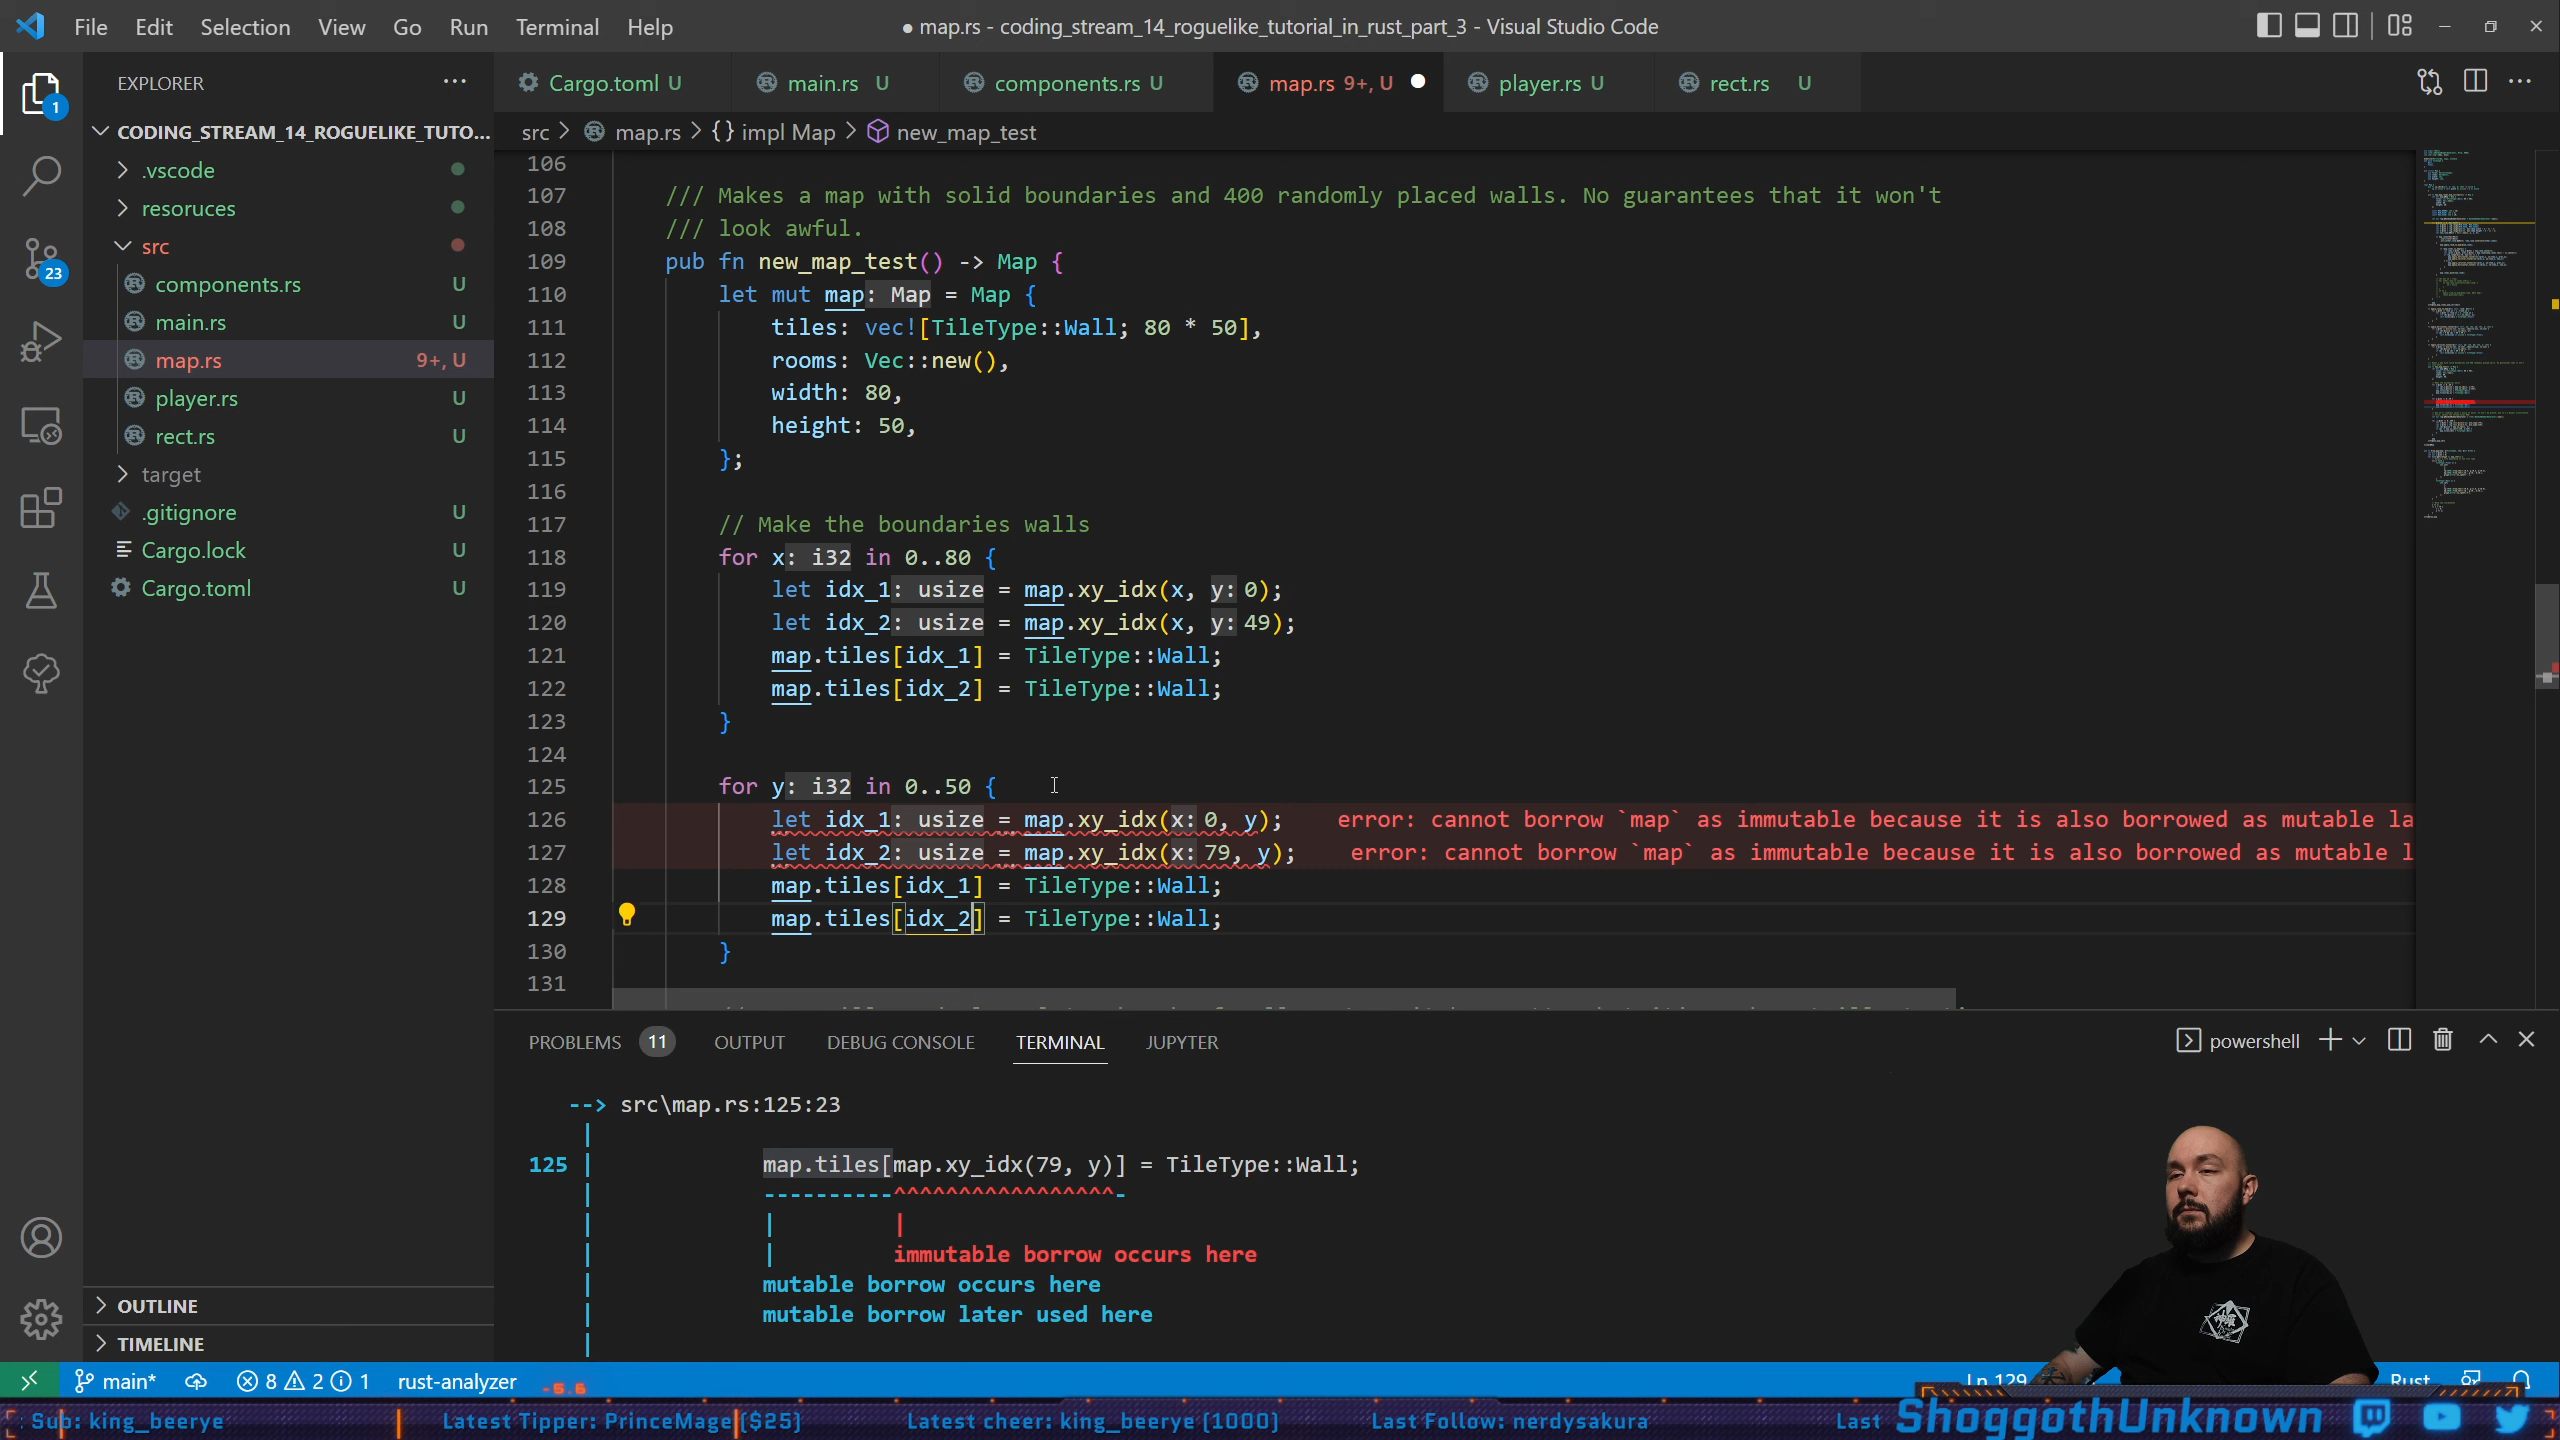 File Edit Selection View Go Run Terminal Help
● map.rs - coding_stream_14_roguelike_tutorial_in_rust_part_3 - Visual Studio Code
EXPLORER
Cargo.toml U
main.rs U
components.rs U
map.rs 9+, U
player.rs U
rect.rs U
CODING_STREAM_14_ROGUELIKE_TUTO...
src > map.rs > {} impl Map > new_map_test
.vscode
resoruces
src
components.rs U
main.rs U
map.rs 9+, U
player.rs U
rect.rs U
target
.gitignore U
Cargo.lock U
Cargo.toml U
1
23
OUTLINE
TIMELINE
106
107 /// Makes a map with solid boundaries and 400 randomly placed walls. No guarantees that it won't
108 /// look awful.
109 pub fn new_map_test() -> Map {
110 let mut map: Map = Map {
111 tiles: vec![TileType::Wall; 80 * 50],
112 rooms: Vec::new(),
113 width: 80,
114 height: 50,
115 };
116
117 // Make the boundaries walls
118 for x: i32 in 0..80 {
119 let idx_1: usize = map.xy_idx(x, y: 0);
120 let idx_2: usize = map.xy_idx(x, y: 49);
121 map.tiles[idx_1] = TileType::Wall;
122 map.tiles[idx_2] = TileType::Wall;
123 }
124
125 for y: i32 in 0..50 {
126 let idx_1: usize = map.xy_idx(x: 0, y); error: cannot borrow `map` as immutable because it is also borrowed as mutable la
127 let idx_2: usize = map.xy_idx(x: 79, y); error: cannot borrow `map` as immutable because it is also borrowed as mutable l
128 map.tiles[idx_1] = TileType::Wall;
129 map.tiles[idx_2] = TileType::Wall;
130 }
131
PROBLEMS 11 OUTPUT DEBUG CONSOLE TERMINAL JUPYTER
powershell
--> src\map.rs:125:23
|
125 | map.tiles[map.xy_idx(79, y)] = TileType::Wall;
----------^^^^^^^^^^^^^^^^^-
| |
| immutable borrow occurs here
mutable borrow occurs here
mutable borrow later used here
main* 8 2 1 rust-analyzer
-5.6
Ln 129
Rust
Sub: king_beerye
Latest Tipper: PrinceMage ($25)
Latest cheer: king_beerye (1000)
Last Follow: nerdysakura
Last
ShoggothUnknown